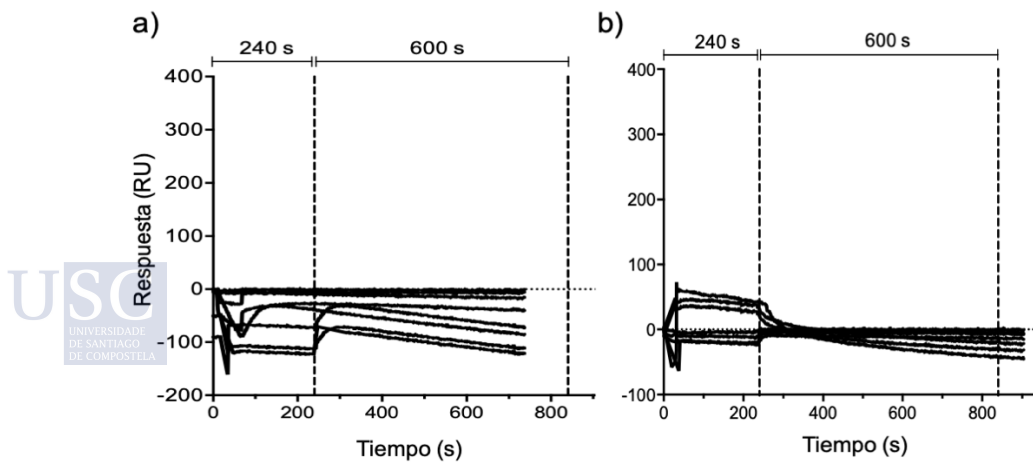 a)
240 s
600 s
400
300
200
100
0
-100
-200
Respuesta (RU)
0
200
400
600
800
Tiempo (s)
b)
240 s
600 s
400
300
200
100
0
-100
0
200
400
600
800
Tiempo (s)
USC
UNIVERSIDADE
DE SANTIAGO
DE COMPOSTELA